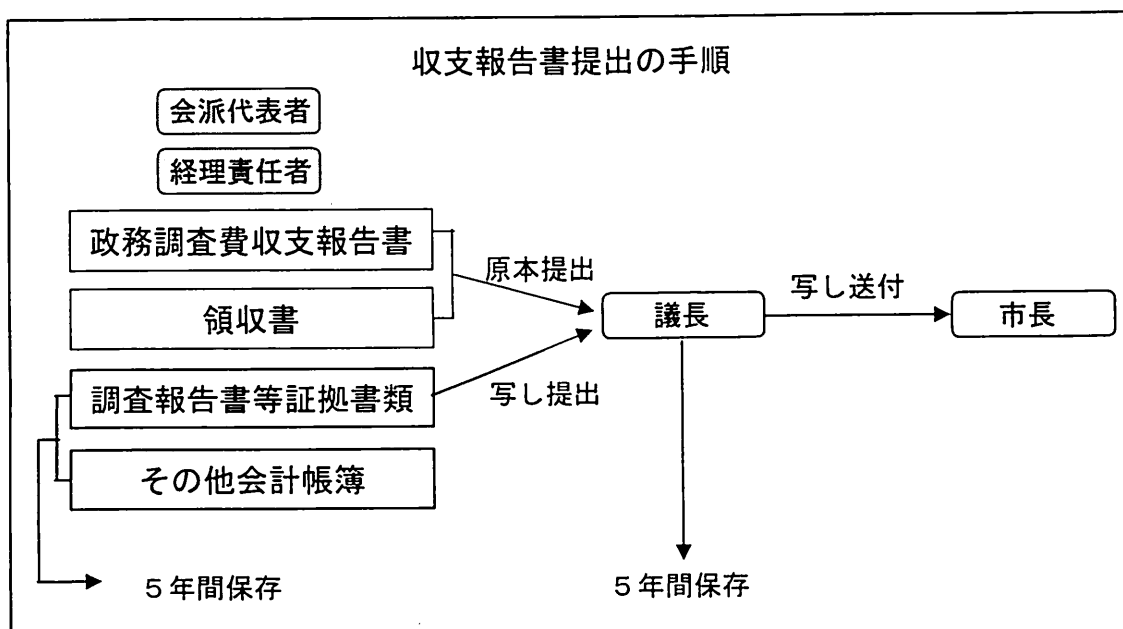 収支報告書提出の手順
会派代表者
経理責任者
政務調査費収支報告書
領収書
原本提出
議長
写し送付
市長
調査報告書等証拠書類
写し提出
その他会計帳簿
５年間保存
５年間保存